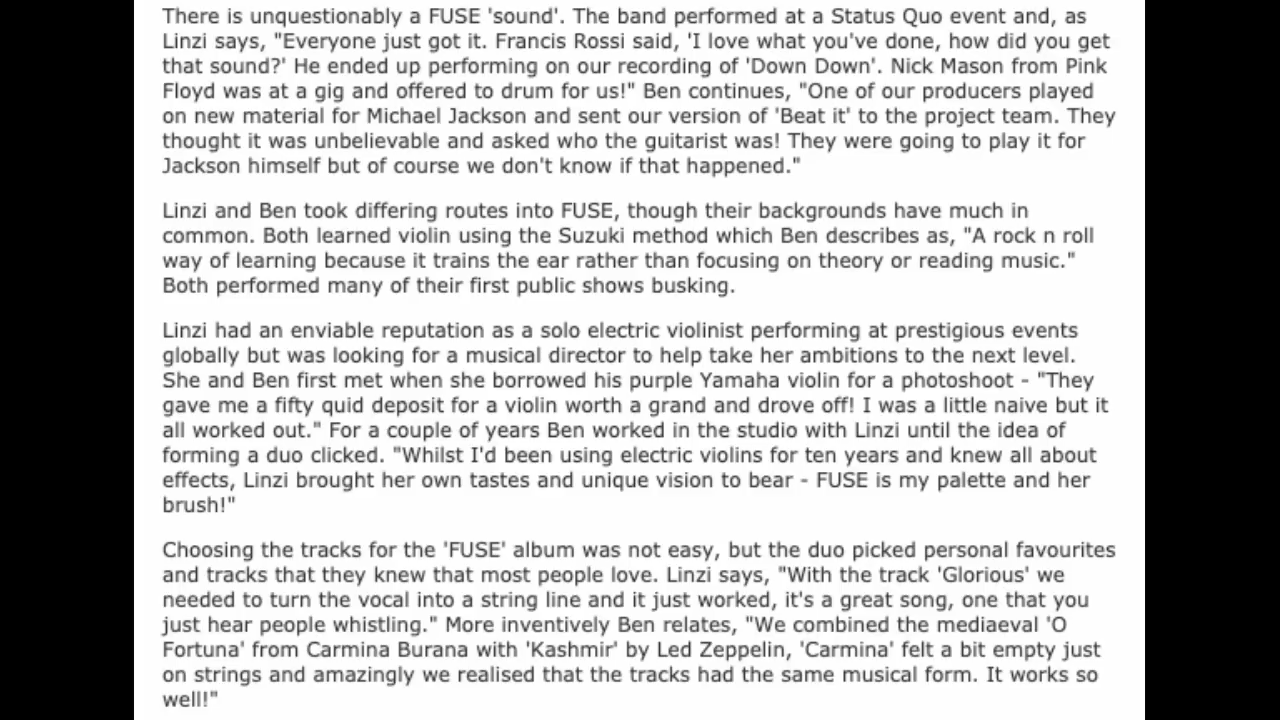 There is unquestionably a FUSE 'sound'. The band performed at a Status Quo event and, as
Linzi says, "Everyone just got it. Francis Rossi said, 'I love what you've done, how did you get
that sound?' He ended up performing on our recording of 'Down Down'. Nick Mason from Pink
Floyd was at a gig and offered to drum for us!" Ben continues, "One of our producers played
on new material for Michael Jackson and sent our version of 'Beat it' to the project team. They
thought it was unbelievable and asked who the guitarist was! They were going to play it for
Jackson himself but of course we don't know if that happened."
Linzi and Ben took differing routes into FUSE, though their backgrounds have much in
common. Both learned violin using the Suzuki method which Ben describes as, "A rock n roll
way of learning because it trains the ear rather than focusing on theory or reading music."
Both performed many of their first public shows busking.
Linzi had an enviable reputation as a solo electric violinist performing at prestigious events
globally but was looking for a musical director to help take her ambitions to the next level.
She and Ben first met when she borrowed his purple Yamaha violin for a photoshoot - "They
gave me a fifty quid deposit for a violin worth a grand and drove off! I was a little naive but it
all worked out." For a couple of years Ben worked in the studio with Linzi until the idea of
forming a duo clicked. "Whilst I'd been using electric violins for ten years and knew all about
effects, Linzi brought her own tastes and unique vision to bear - FUSE is my palette and her
brush!"
Choosing the tracks for the 'FUSE' album was not easy, but the duo picked personal favourites
and tracks that they knew that most people love. Linzi says, "With the track 'Glorious' we
needed to turn the vocal into a string line and it just worked, it's a great song, one that you
just hear people whistling." More inventively Ben relates, "We combined the mediaeval 'O
Fortuna' from Carmina Burana with 'Kashmir' by Led Zeppelin, 'Carmina' felt a bit empty just
on strings and amazingly we realised that the tracks had the same musical form. It works so
well!"